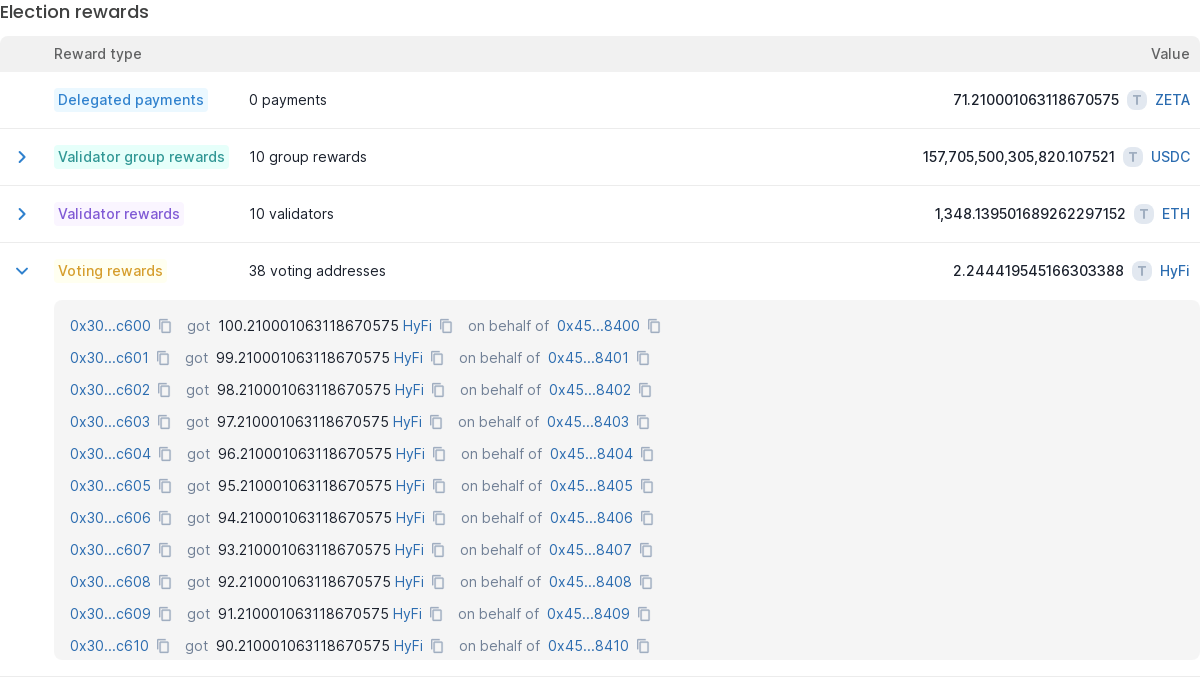 Election rewards
Reward type Value
Delegated payments 0 payments 71.210001063118670575 T ZETA
Validator group rewards 10 group rewards 157,705,500,305,820.107521 T USDC
Validator rewards 10 validators 1,348.139501689262297152 T ETH
Voting rewards 38 voting addresses 2.244419545166303388 T HyFi
0x30...c600 got 100.210001063118670575 HyFi on behalf of 0x45...8400
0x30...c601 got 99.210001063118670575 HyFi on behalf of 0x45...8401
0x30...c602 got 98.210001063118670575 HyFi on behalf of 0x45...8402
0x30...c603 got 97.210001063118670575 HyFi on behalf of 0x45...8403
0x30...c604 got 96.210001063118670575 HyFi on behalf of 0x45...8404
0x30...c605 got 95.210001063118670575 HyFi on behalf of 0x45...8405
0x30...c606 got 94.210001063118670575 HyFi on behalf of 0x45...8406
0x30...c607 got 93.210001063118670575 HyFi on behalf of 0x45...8407
0x30...c608 got 92.210001063118670575 HyFi on behalf of 0x45...8408
0x30...c609 got 91.210001063118670575 HyFi on behalf of 0x45...8409
0x30...c610 got 90.210001063118670575 HyFi on behalf of 0x45...8410